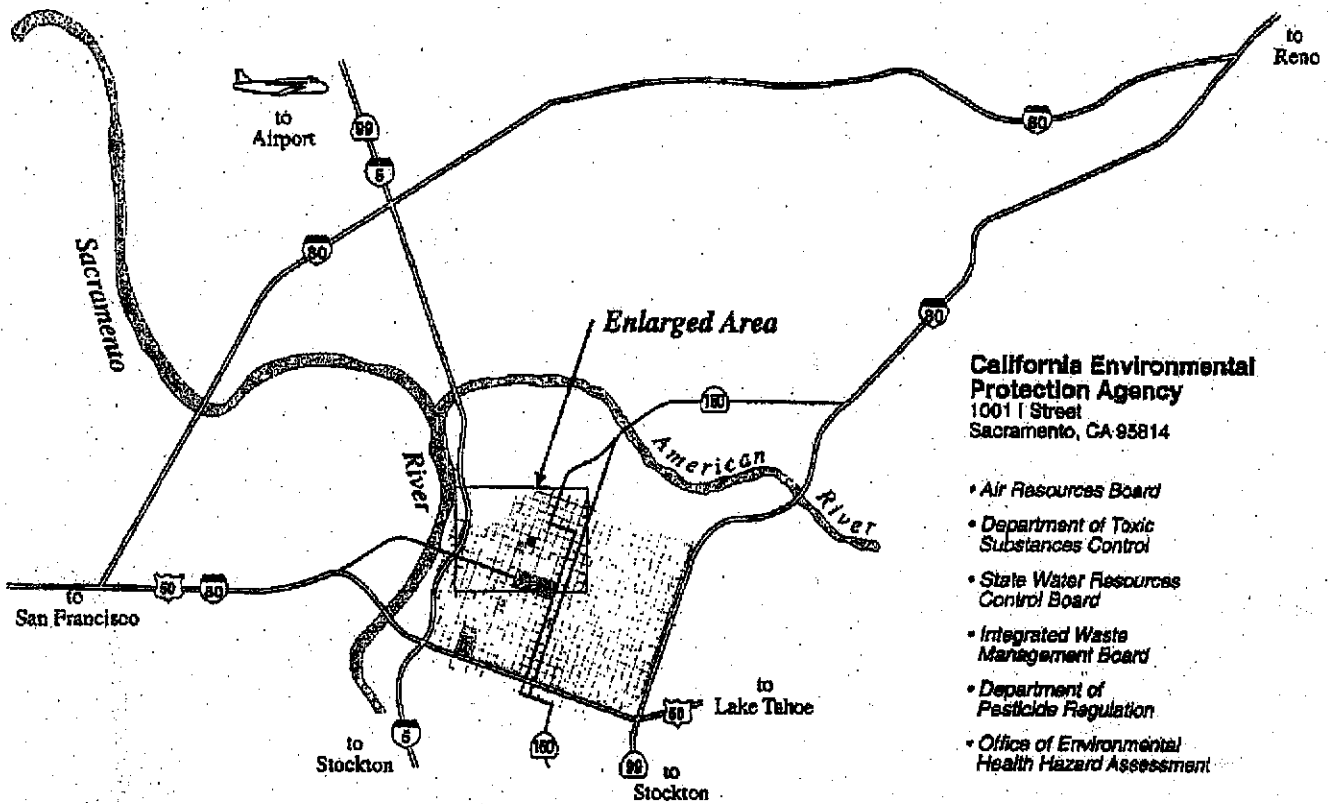 to
Reno
to
Airport
99
5
80
80
Sacramento
80
Enlarged Area
California Environmental
Protection Agency
1001 I Street
Sacramento, CA 95814
160
American
River
River
• Air Resources Board
• Department of Toxic
Substances Control
• State Water Resources
Control Board
• Integrated Waste
Management Board
• Department of
Pesticide Regulation
• Office of Environmental
Health Hazard Assessment
50
80
to
San Francisco
to
Lake Tahoe
50
to
Stockton
5
160
99
to
Stockton